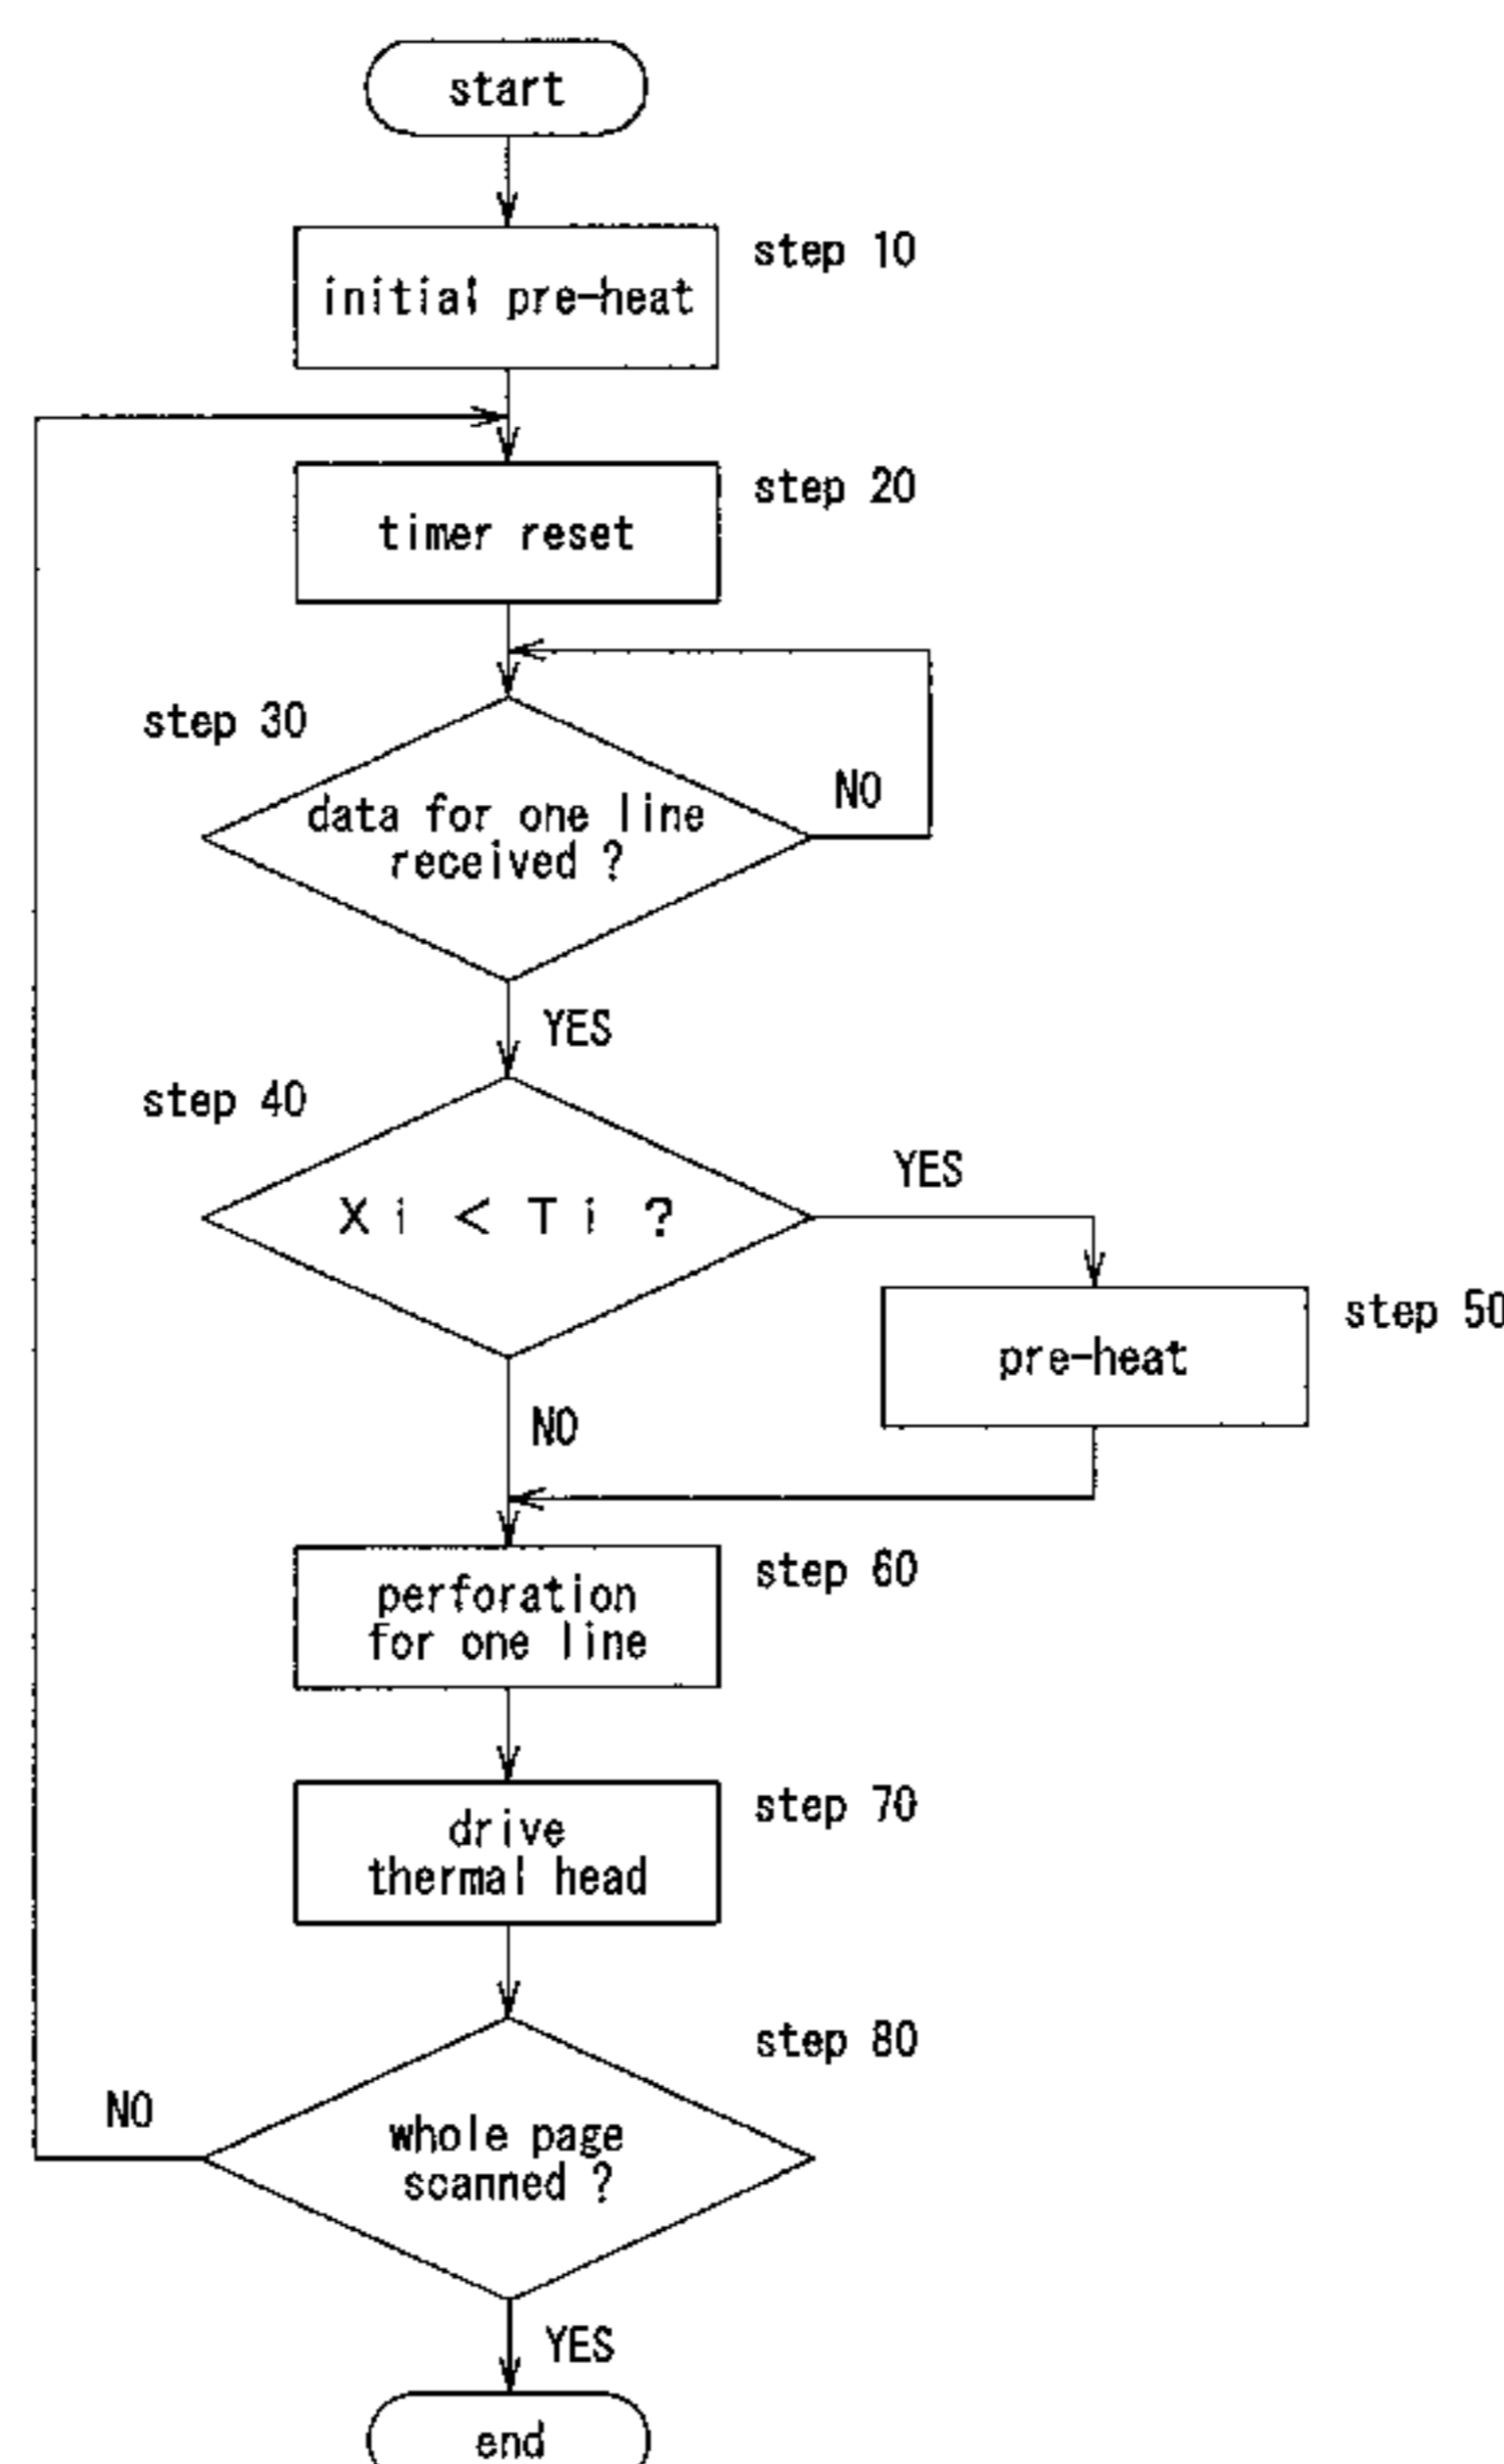 start
step 10
initial pre-heat
step 20
timer reset
step 30
NO
data for one line
received ?
YES
step 40
YES
X i < T i ?
step 50
pre-heat
NO
step 60
perforation
for one line
step 70
drive
thermal head
step 80
NO
whole page
scanned ?
YES
end